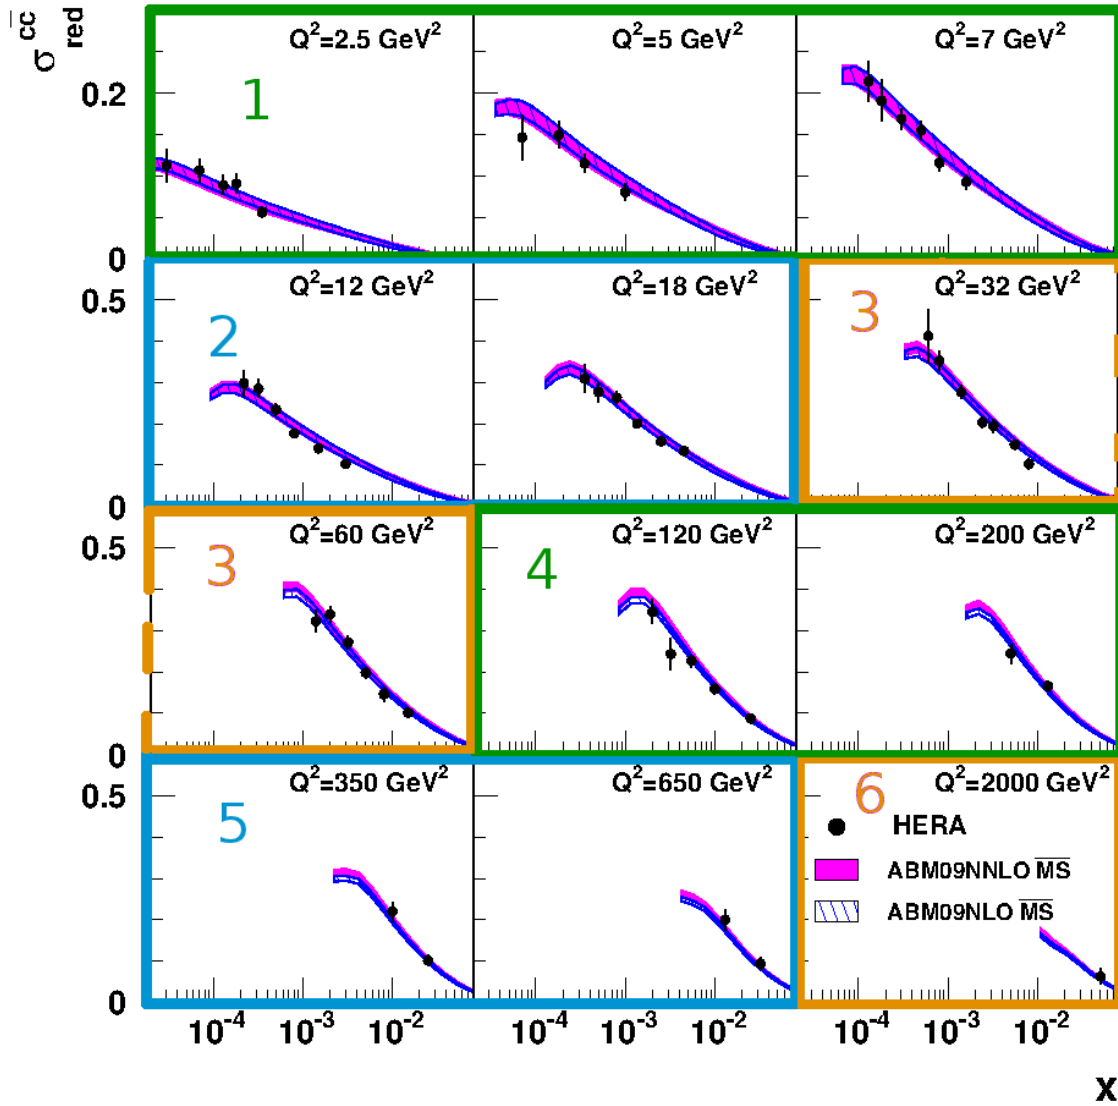 σ red cc̅
Q²=2.5 GeV² Q²=5 GeV² Q²=7 GeV²
0.2
1
0
Q²=12 GeV² Q²=18 GeV² Q²=32 GeV²
0.5
2 3
0
Q²=60 GeV² Q²=120 GeV² Q²=200 GeV²
0.5
3 4
0
Q²=350 GeV² Q²=650 GeV² Q²=2000 GeV²
0.5
5 6
HERA
ABM09NNLO M̅S̅
ABM09NLO M̅S̅
0
10⁻⁴ 10⁻³ 10⁻² 10⁻⁴ 10⁻³ 10⁻² 10⁻⁴ 10⁻³ 10⁻²
x